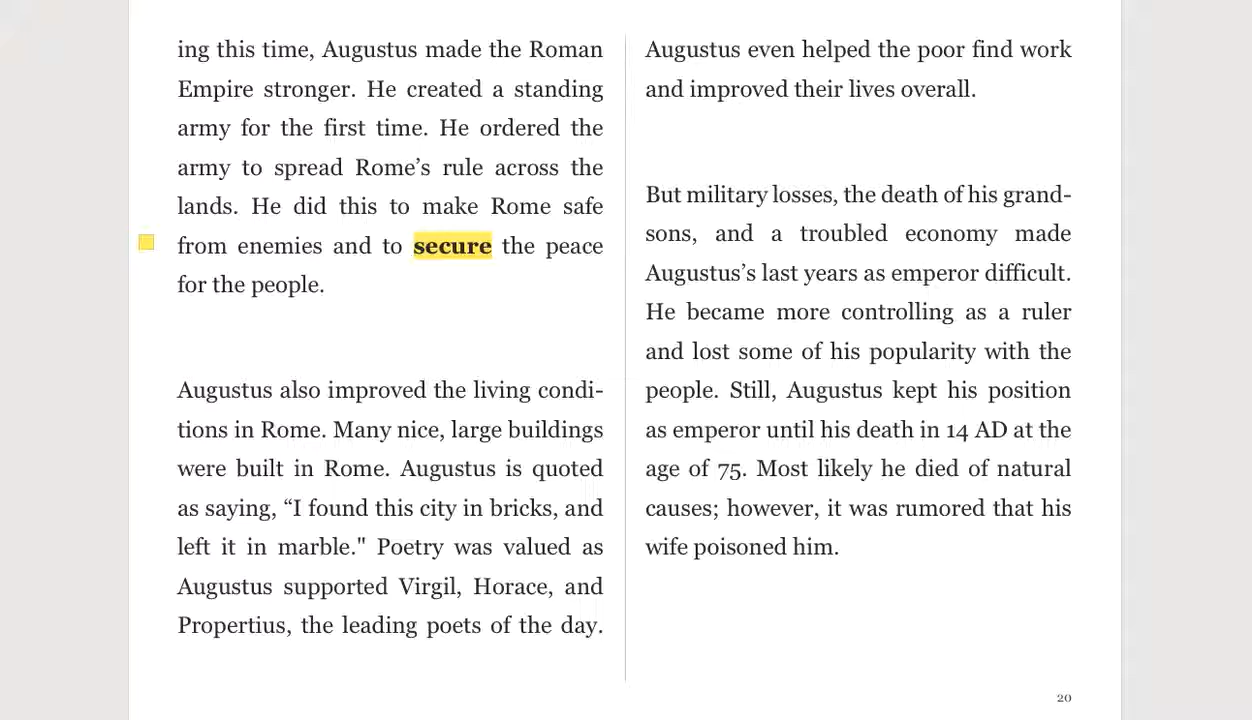 ing this time, Augustus made the Roman
Empire stronger. He created a standing
army for the first time. He ordered the
army to spread Rome’s rule across the
lands. He did this to make Rome safe
from enemies and to secure the peace
for the people.
Augustus also improved the living condi-
tions in Rome. Many nice, large buildings
were built in Rome. Augustus is quoted
as saying, “I found this city in bricks, and
left it in marble." Poetry was valued as
Augustus supported Virgil, Horace, and
Propertius, the leading poets of the day.
Augustus even helped the poor find work
and improved their lives overall.
But military losses, the death of his grand-
sons, and a troubled economy made
Augustus’s last years as emperor difficult.
He became more controlling as a ruler
and lost some of his popularity with the
people. Still, Augustus kept his position
as emperor until his death in 14 AD at the
age of 75. Most likely he died of natural
causes; however, it was rumored that his
wife poisoned him.
20